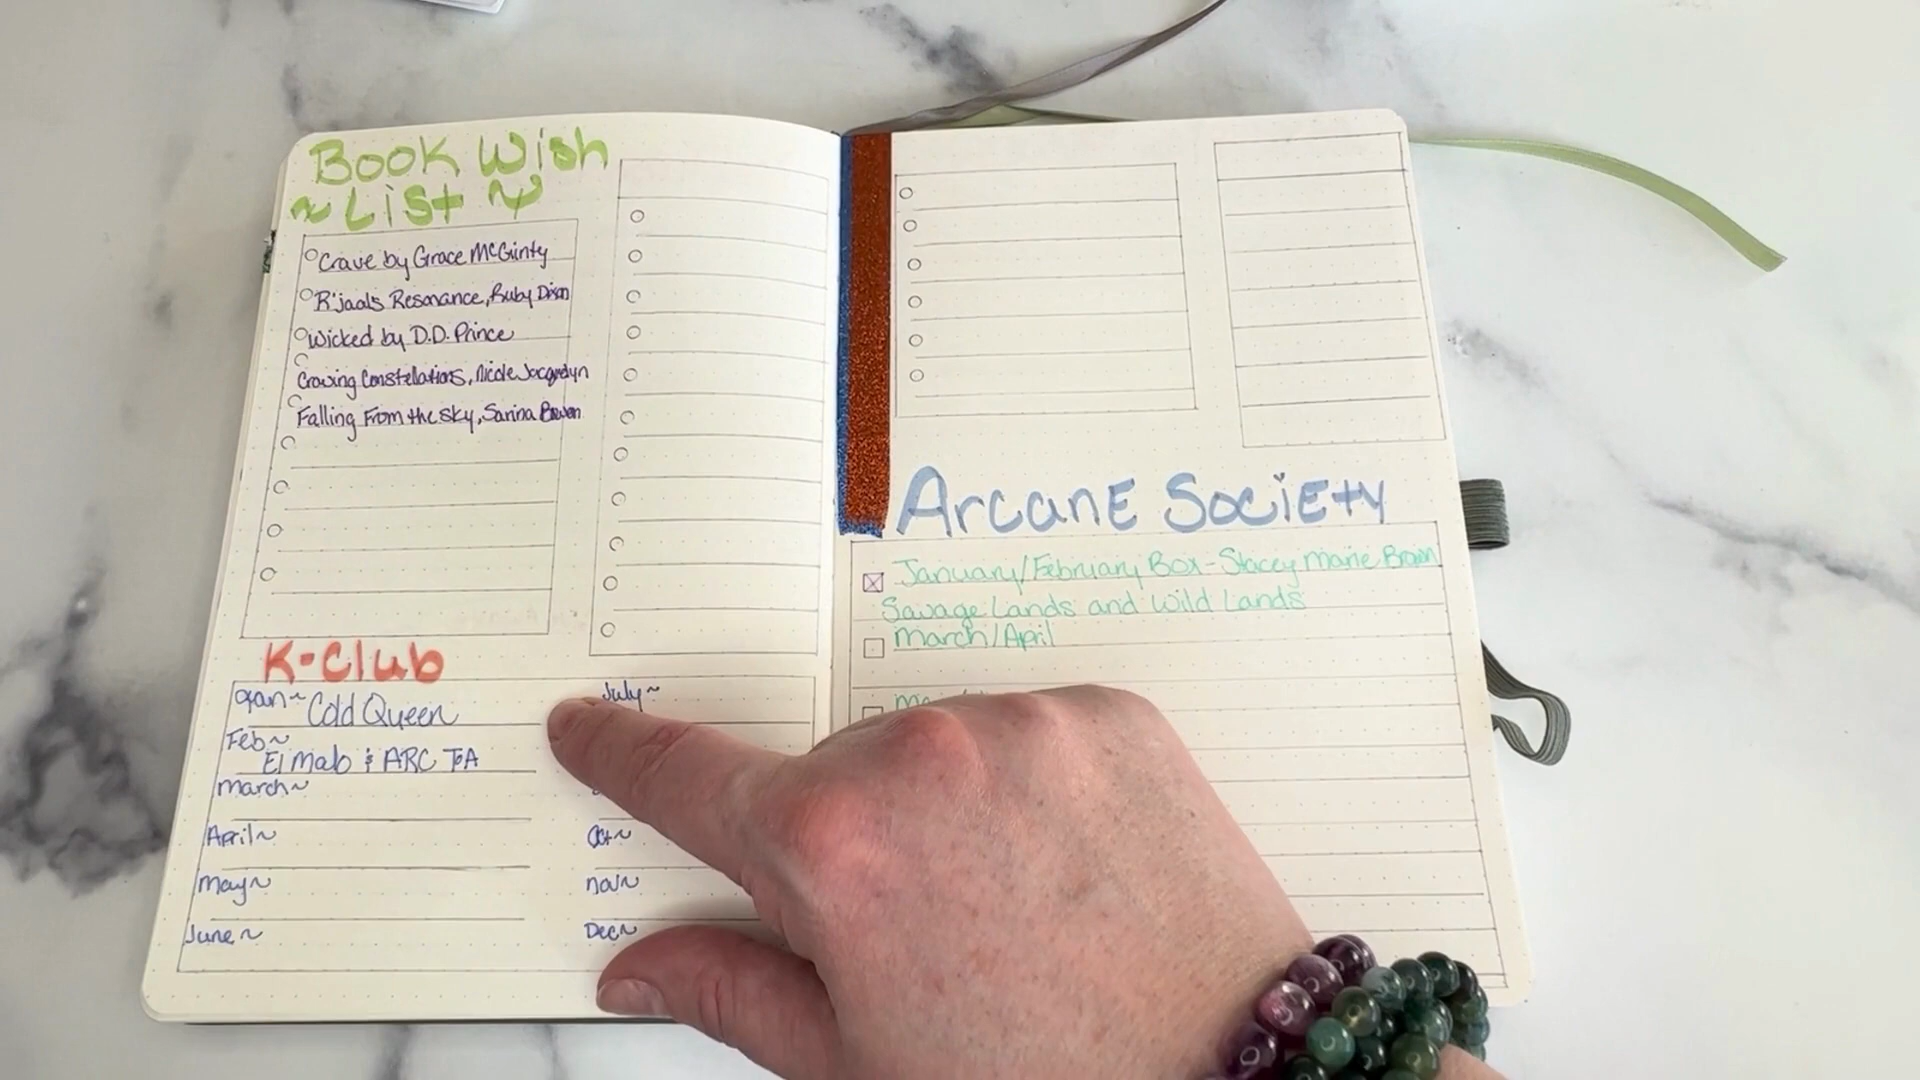 Book Wish
~ List ~
Crave by Grace McGinty
R'jaal's Resonance, Ruby Dixon
Wicked by D.D. Prince
Craving Constellations, Nicole Jacquelyn
Falling From the Sky, Sarina Bowen
K-Club
Jan~ Cold Queen
Feb~
El Mab & ARC
March~
April~
May~
June~
July~
Oct~
Nov~
Dec~
Arcane Society
January/February Box - Stacey Marie Brown
Savage Lands and Wild Lands
March/April